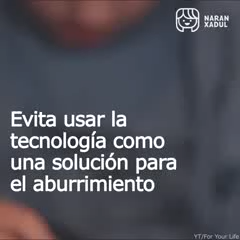 NARAN
XADUL
Evita usar la
tecnología como
una solución para
el aburrimiento
YT/For Your Life